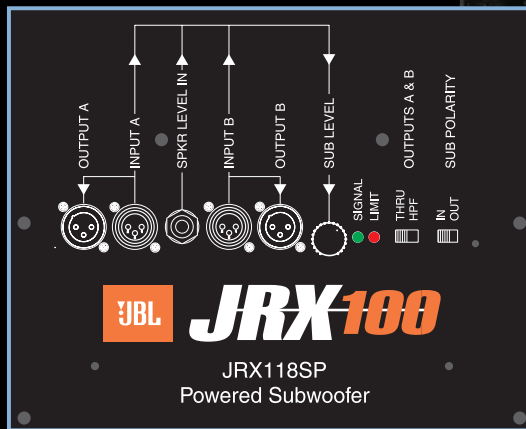 OUTPUT A
INPUT A
SPKR LEVEL IN
INPUT B
OUTPUT B
SUB LEVEL
SIGNAL
LIMIT
OUTPUTS A & B
THRU
HPF
SUB POLARITY
IN
OUT
JBL
JRX100
JRX118SP
Powered Subwoofer